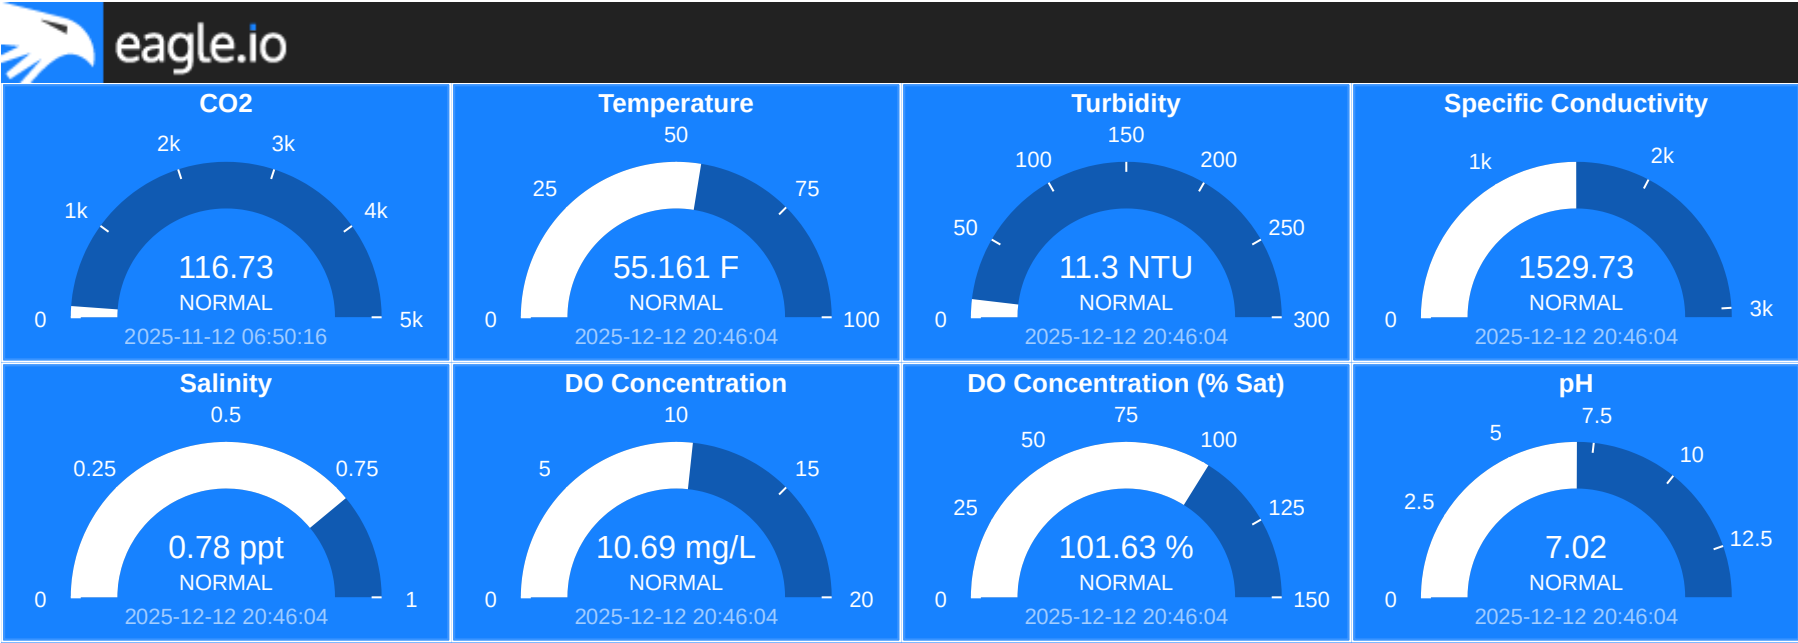 eagle.io
CO2
0
1k
2k
3k
4k
5k
116.73
NORMAL
2025-11-12 06:50:16
Temperature
0
25
50
75
100
55.161 F
NORMAL
2025-12-12 20:46:04
Turbidity
0
50
100
150
200
250
300
11.3 NTU
NORMAL
2025-12-12 20:46:04
Specific Conductivity
0
1k
2k
3k
1529.73
NORMAL
2025-12-12 20:46:04
Salinity
0
0.25
0.5
0.75
1
0.78 ppt
NORMAL
2025-12-12 20:46:04
DO Concentration
0
5
10
15
20
10.69 mg/L
NORMAL
2025-12-12 20:46:04
DO Concentration (% Sat)
0
25
50
75
100
125
150
101.63 %
NORMAL
2025-12-12 20:46:04
pH
0
2.5
5
7.5
10
12.5
7.02
NORMAL
2025-12-12 20:46:04